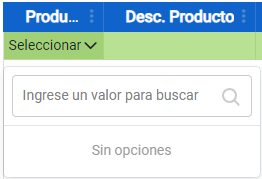 Produ... Desc. Producto
Seleccionar
Ingrese un valor para buscar
Sin opciones